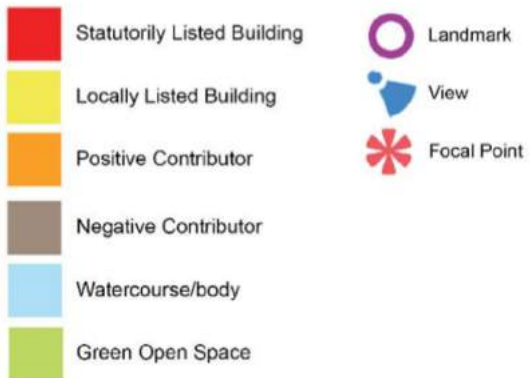 Statutorily Listed Building
Locally Listed Building
Positive Contributor
Negative Contributor
Watercourse/body
Green Open Space
Landmark
View
Focal Point